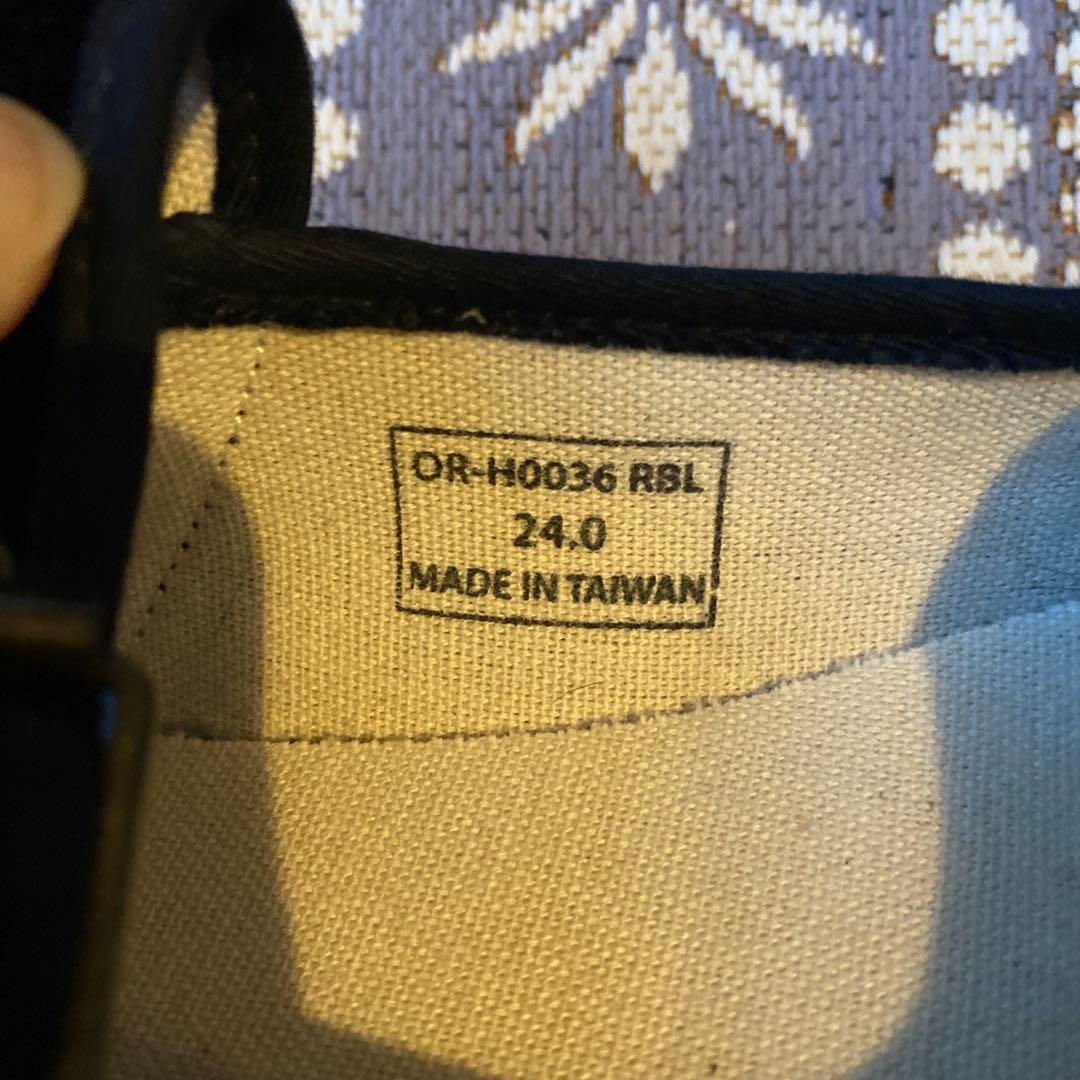 OR-H0036 RBL
24.0
MADE IN TAIWAN